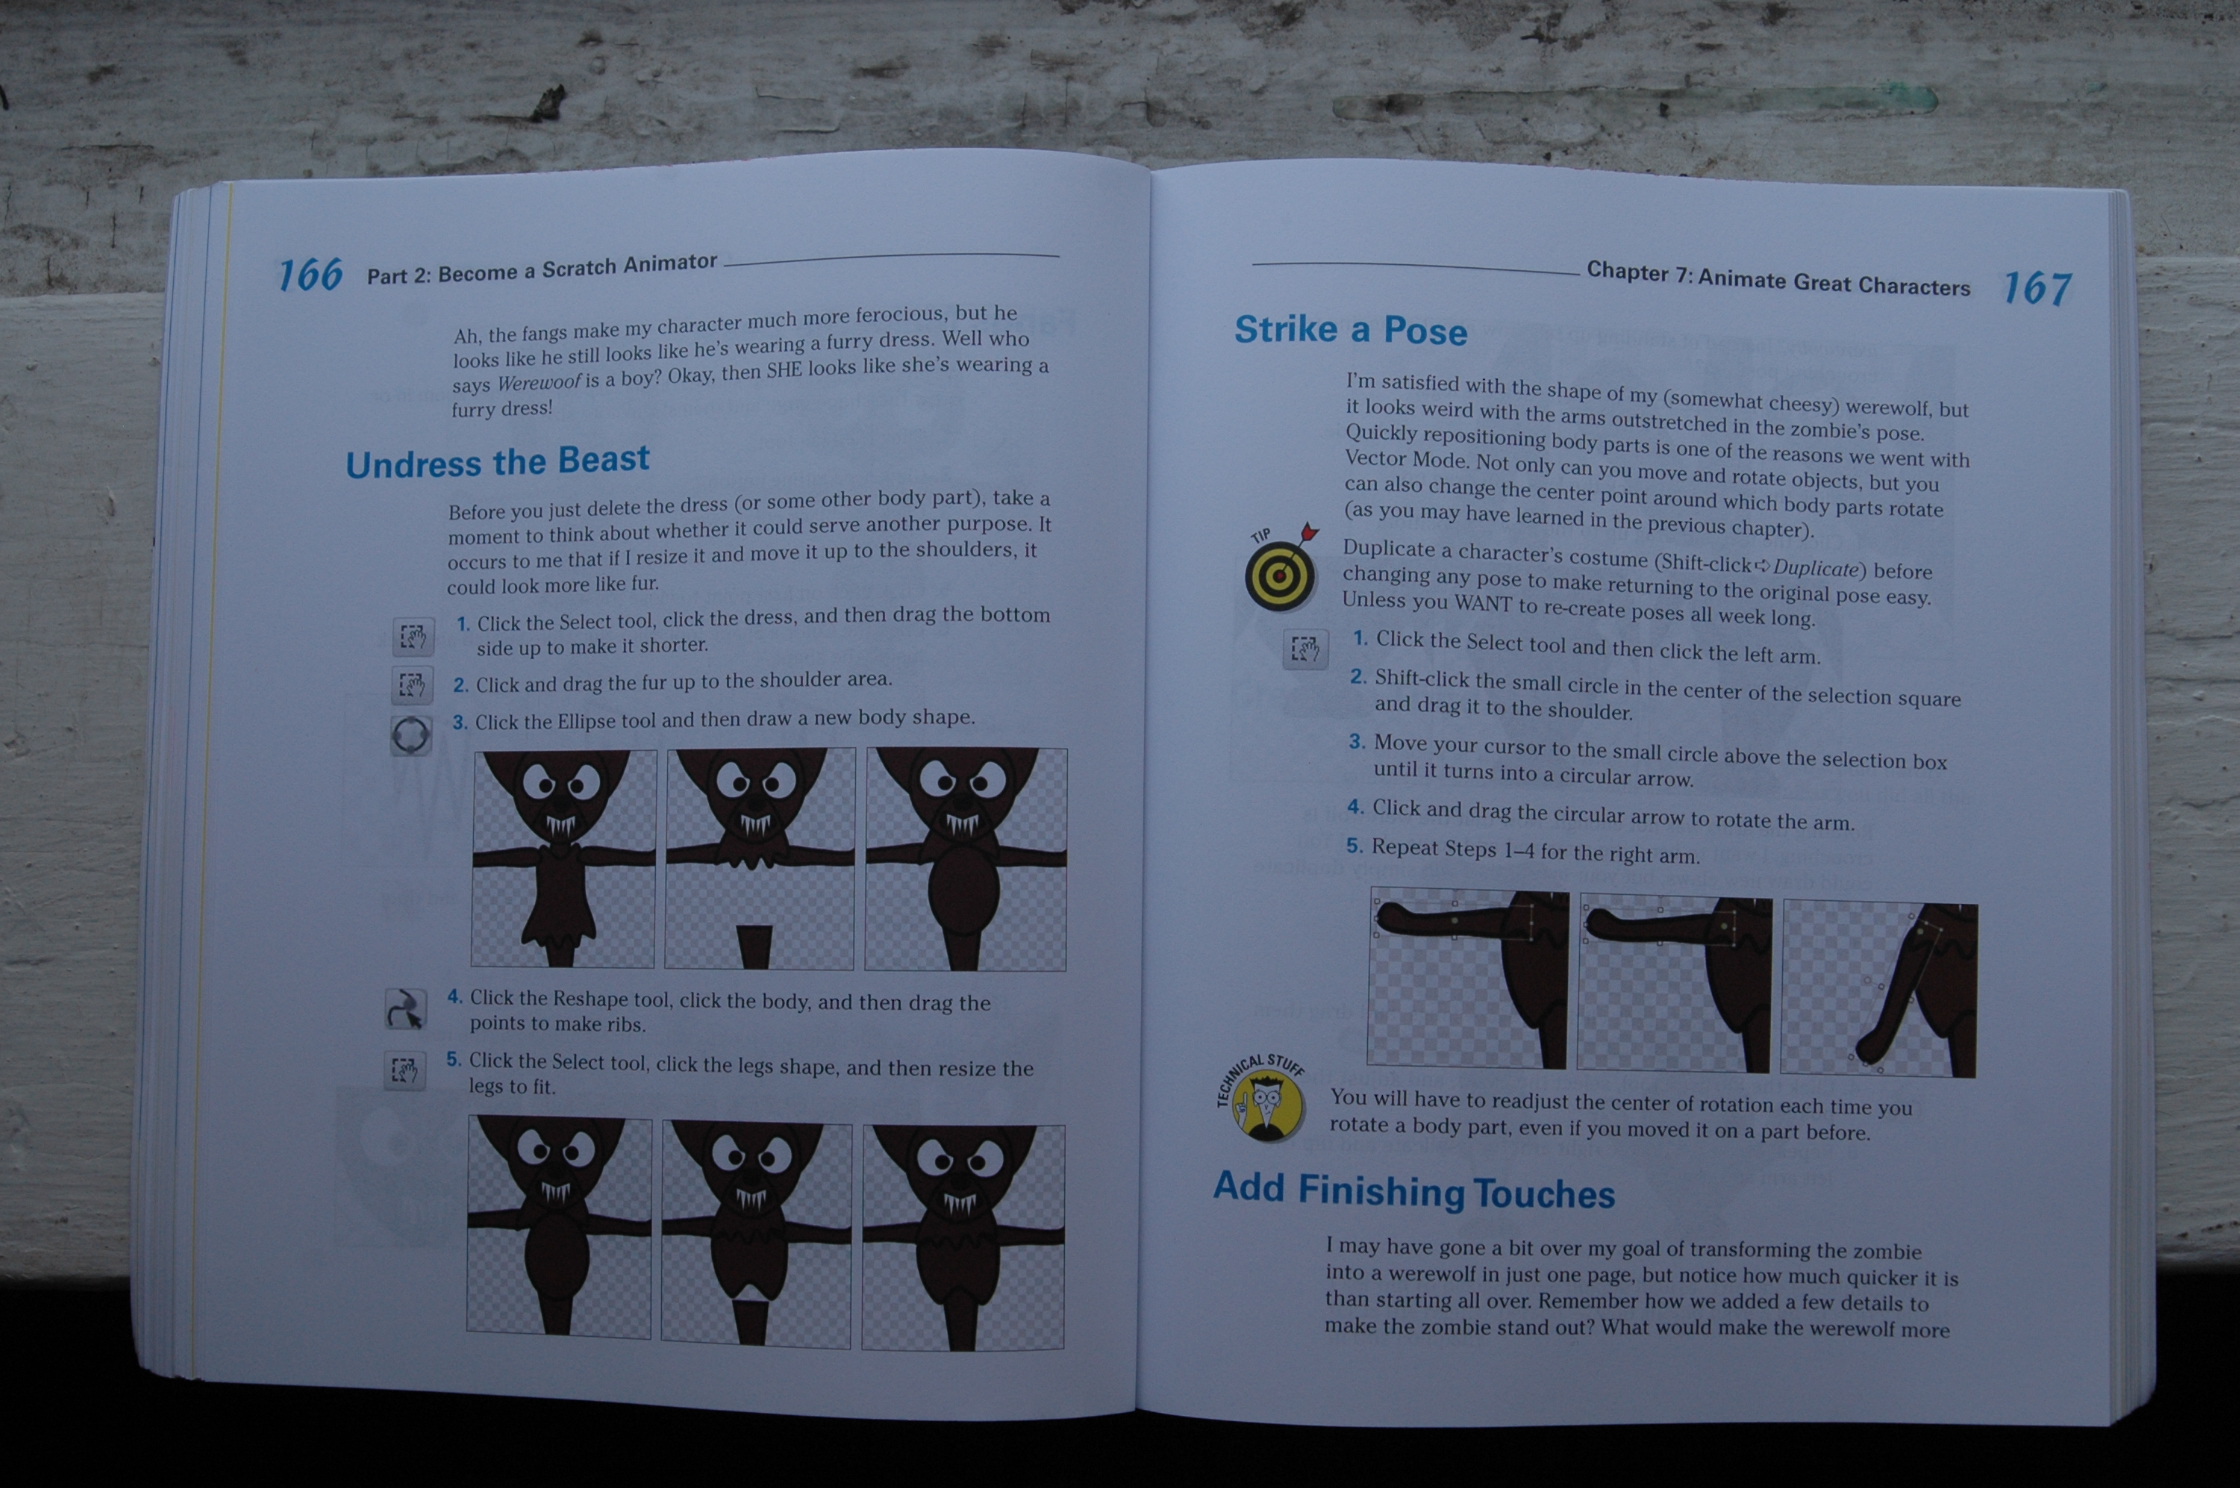 166 Part 2: Become a Scratch Animator
Ah, the fangs make my character much more ferocious, but he
looks like he still looks like he's wearing a furry dress. Well who
says Werewoof is a boy? Okay, then SHE looks like she's wearing a
furry dress!
Undress the Beast
Before you just delete the dress (or some other body part), take a
moment to think about whether it could serve another purpose. It
occurs to me that if I resize it and move it up to the shoulders, it
could look more like fur.
1. Click the Select tool, click the dress, and then drag the bottom
side up to make it shorter.
2. Click and drag the fur up to the shoulder area.
3. Click the Ellipse tool and then draw a new body shape.
4. Click the Reshape tool, click the body, and then drag the
points to make ribs.
5. Click the Select tool, click the legs shape, and then resize the
legs to fit.
Chapter 7: Animate Great Characters 167
Strike a Pose
I'm satisfied with the shape of my (somewhat cheesy) werewolf, but
it looks weird with the arms outstretched in the zombie's pose.
Quickly repositioning body parts is one of the reasons we went with
Vector Mode. Not only can you move and rotate objects, but you
can also change the center point around which body parts rotate
(as you may have learned in the previous chapter).
TIP
Duplicate a character's costume (Shift-click➪Duplicate) before
changing any pose to make returning to the original pose easy.
Unless you WANT to re-create poses all week long.
1. Click the Select tool and then click the left arm.
2. Shift-click the small circle in the center of the selection square
and drag it to the shoulder.
3. Move your cursor to the small circle above the selection box
until it turns into a circular arrow.
4. Click and drag the circular arrow to rotate the arm.
5. Repeat Steps 1–4 for the right arm.
TECHNICAL STUFF
You will have to readjust the center of rotation each time you
rotate a body part, even if you moved it on a part before.
Add Finishing Touches
I may have gone a bit over my goal of transforming the zombie
into a werewolf in just one page, but notice how much quicker it is
than starting all over. Remember how we added a few details to
make the zombie stand out? What would make the werewolf more